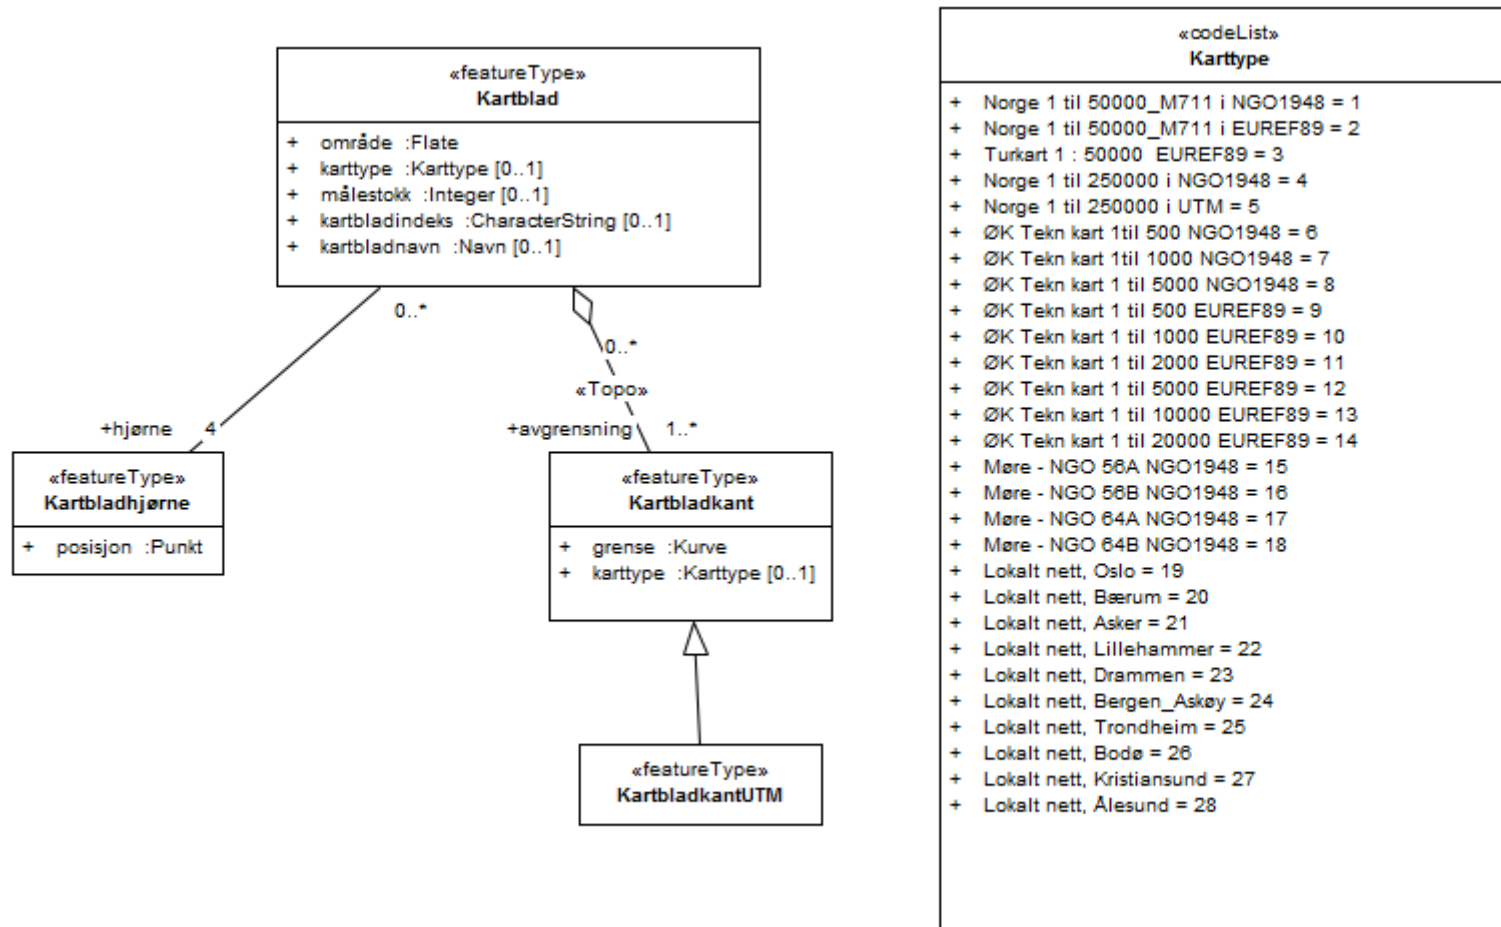 «featureType»
Kartblad
+ område :Flate
+ karttype :Karttype [0..1]
+ målestokk :Integer [0..1]
+ kartbladindeks :CharacterString [0..1]
+ kartbladnavn :Navn [0..1]
0..*
0..*
«Topo»
+hjørne 4
+avgrensning 1..*
«featureType»
Kartbladhjørne
+ posisjon :Punkt
«featureType»
Kartbladkant
+ grense :Kurve
+ karttype :Karttype [0..1]
«featureType»
KartbladkantUTM
«codeList»
Karttype
+ Norge 1 til 50000_M711 i NGO1948 = 1
+ Norge 1 til 50000_M711 i EUREF89 = 2
+ Turkart 1 : 50000 EUREF89 = 3
+ Norge 1 til 250000 i NGO1948 = 4
+ Norge 1 til 250000 i UTM = 5
+ ØK Tekn kart 1til 500 NGO1948 = 6
+ ØK Tekn kart 1til 1000 NGO1948 = 7
+ ØK Tekn kart 1 til 5000 NGO1948 = 8
+ ØK Tekn kart 1 til 500 EUREF89 = 9
+ ØK Tekn kart 1 til 1000 EUREF89 = 10
+ ØK Tekn kart 1 til 2000 EUREF89 = 11
+ ØK Tekn kart 1 til 5000 EUREF89 = 12
+ ØK Tekn kart 1 til 10000 EUREF89 = 13
+ ØK Tekn kart 1 til 20000 EUREF89 = 14
+ Møre - NGO 56A NGO1948 = 15
+ Møre - NGO 56B NGO1948 = 16
+ Møre - NGO 64A NGO1948 = 17
+ Møre - NGO 64B NGO1948 = 18
+ Lokalt nett, Oslo = 19
+ Lokalt nett, Bærum = 20
+ Lokalt nett, Asker = 21
+ Lokalt nett, Lillehammer = 22
+ Lokalt nett, Drammen = 23
+ Lokalt nett, Bergen_Askøy = 24
+ Lokalt nett, Trondheim = 25
+ Lokalt nett, Bodø = 26
+ Lokalt nett, Kristiansund = 27
+ Lokalt nett, Ålesund = 28